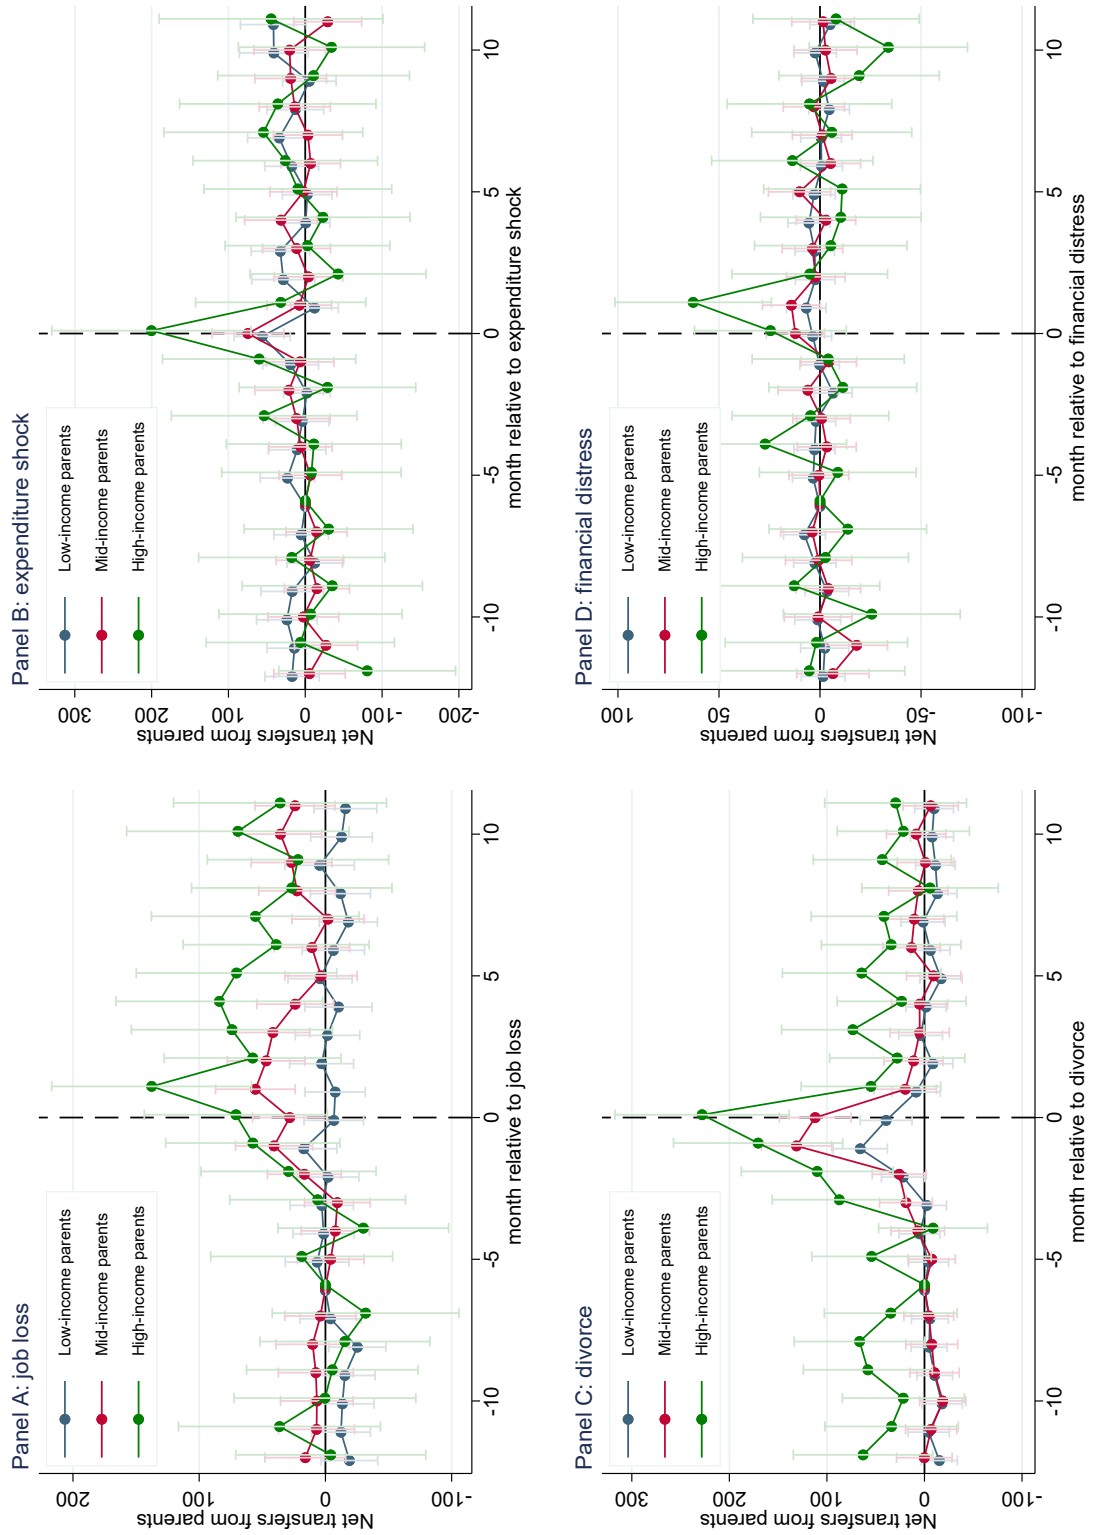 Panel A: job loss
Net transfers from parents
200
100
0
-100
Low-income parents
Mid-income parents
High-income parents
-10
-5
0
5
10
month relative to job loss
Panel B: expenditure shock
Net transfers from parents
300
200
100
0
-100
-200
Low-income parents
Mid-income parents
High-income parents
-10
-5
0
5
10
month relative to expenditure shock
Panel C: divorce
Net transfers from parents
300
200
100
0
-100
Low-income parents
Mid-income parents
High-income parents
-10
-5
0
5
10
month relative to divorce
Panel D: financial distress
Net transfers from parents
100
50
0
-50
-100
Low-income parents
Mid-income parents
High-income parents
-10
-5
0
5
10
month relative to financial distress